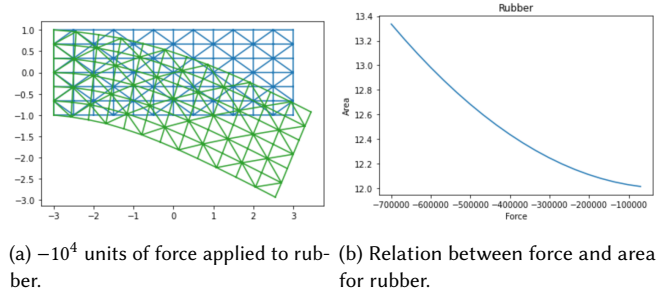 1.0
0.5
0.0
−0.5
−1.0
−1.5
−2.0
−2.5
−3.0
−3 −2 −1 0 1 2 3
Rubber
13.4
13.2
13.0
12.8
12.6
12.4
12.2
12.0
Area
−700000 −600000 −500000 −400000 −300000 −200000 −100000
Force
(a) −10⁴ units of force applied to rub-
ber.
(b) Relation between force and area
for rubber.